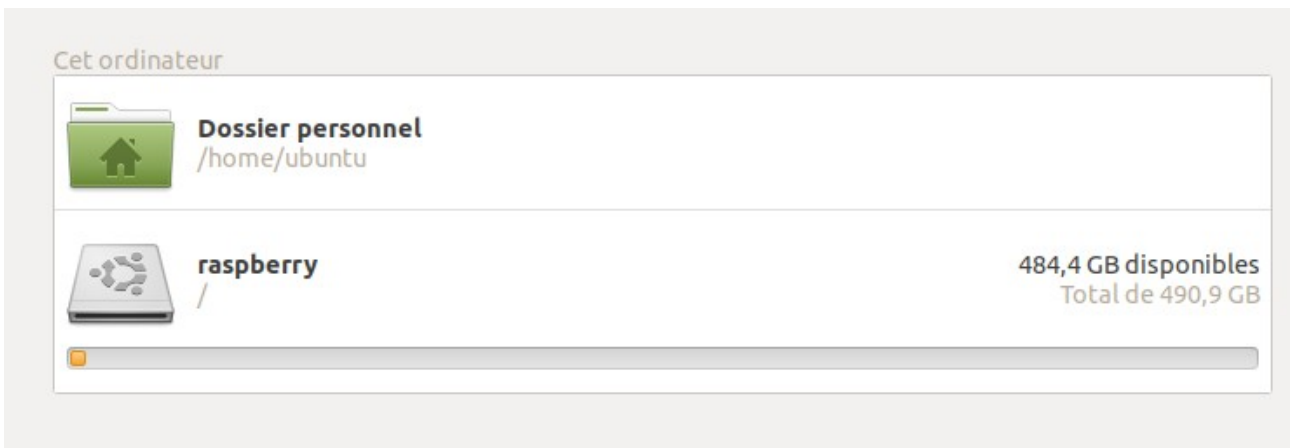 Cet ordinateur
Dossier personnel
/home/ubuntu
raspberry
/
484,4 GB disponibles
Total de 490,9 GB